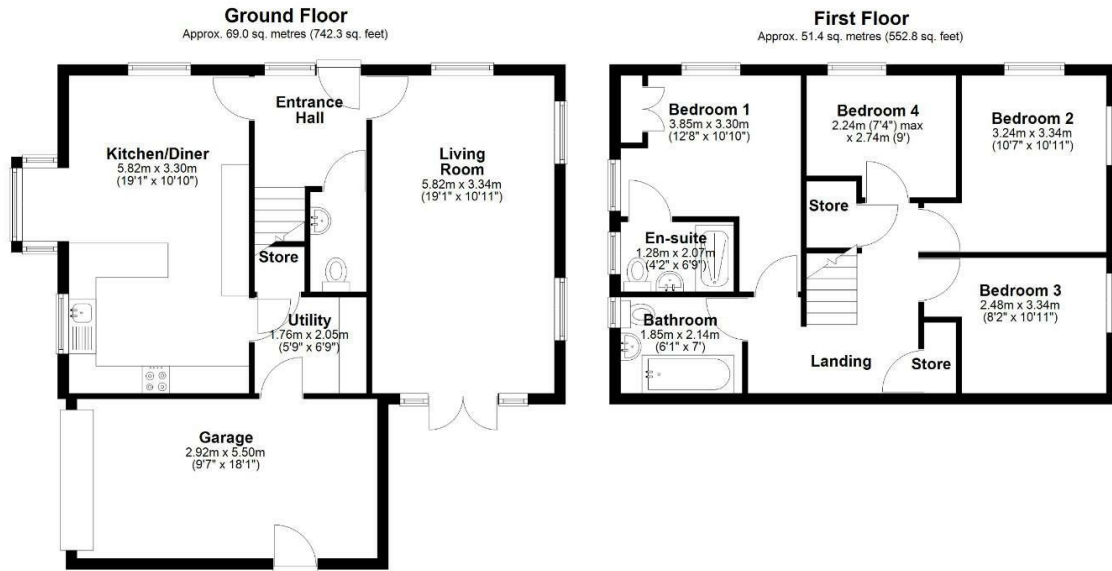 Ground Floor
Approx. 69.0 sq. metres (742.3 sq. feet)
Entrance
Hall
Kitchen/Diner
5.82m x 3.30m
(19'1" x 10'10")
Living
Room
5.82m x 3.34m
(19'1" x 10'11")
Store
Utility
1.76m x 2.05m
(5'9" x 6'9")
Garage
2.92m x 5.50m
(9'7" x 18'1")
First Floor
Approx. 51.4 sq. metres (552.8 sq. feet)
Bedroom 1
3.85m x 3.30m
(12'8" x 10'10")
Bedroom 4
2.24m (7'4") max
x 2.74m (9')
Bedroom 2
3.24m x 3.34m
(10'7" x 10'11")
Store
En-suite
1.28m x 2.07m
(4'2" x 6'9")
Bedroom 3
2.48m x 3.34m
(8'2" x 10'11")
Bathroom
1.85m x 2.14m
(6'1" x 7')
Landing
Store